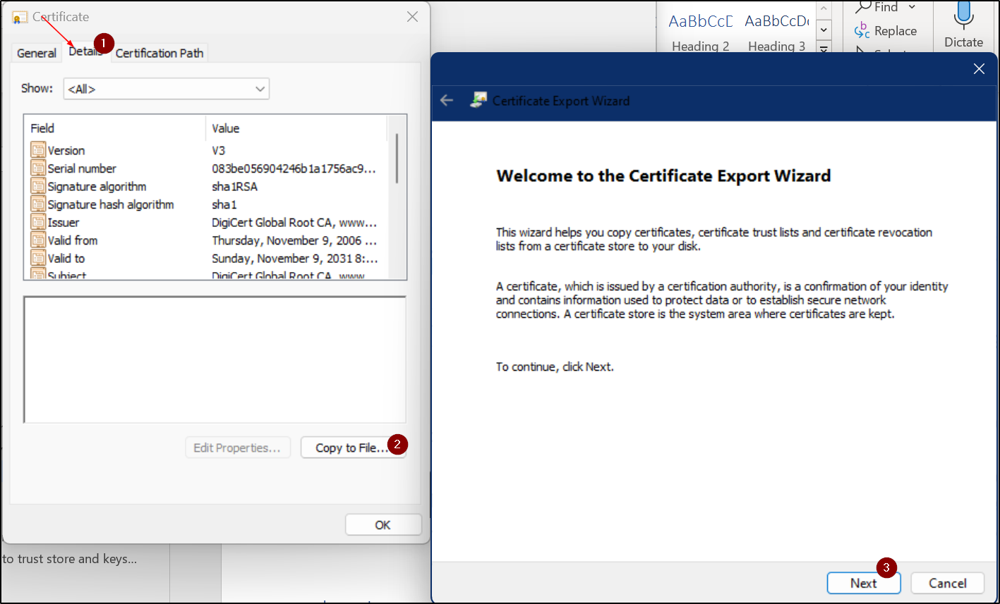 Certificate
General
Details
1
Certification Path
Show:
<All>
Field Value
Version V3
Serial number 083be056904246b1a1756ac9...
Signature algorithm sha1RSA
Signature hash algorithm sha1
Issuer DigiCert Global Root CA, www...
Valid from Thursday, November 9, 2006 ...
Valid to Sunday, November 9, 2031 8:...
Subject DigiCert Global Root CA, www
Edit Properties...
Copy to File...
2
OK
to trust store and keys...
AaBbCcD AaBbCcD
Heading 2 Heading 3
Find
Replace
Dictate
Certificate Export Wizard
Welcome to the Certificate Export Wizard
This wizard helps you copy certificates, certificate trust lists and certificate revocation
lists from a certificate store to your disk.
A certificate, which is issued by a certification authority, is a confirmation of your identity
and contains information used to protect data or to establish secure network
connections. A certificate store is the system area where certificates are kept.
To continue, click Next.
3
Next
Cancel